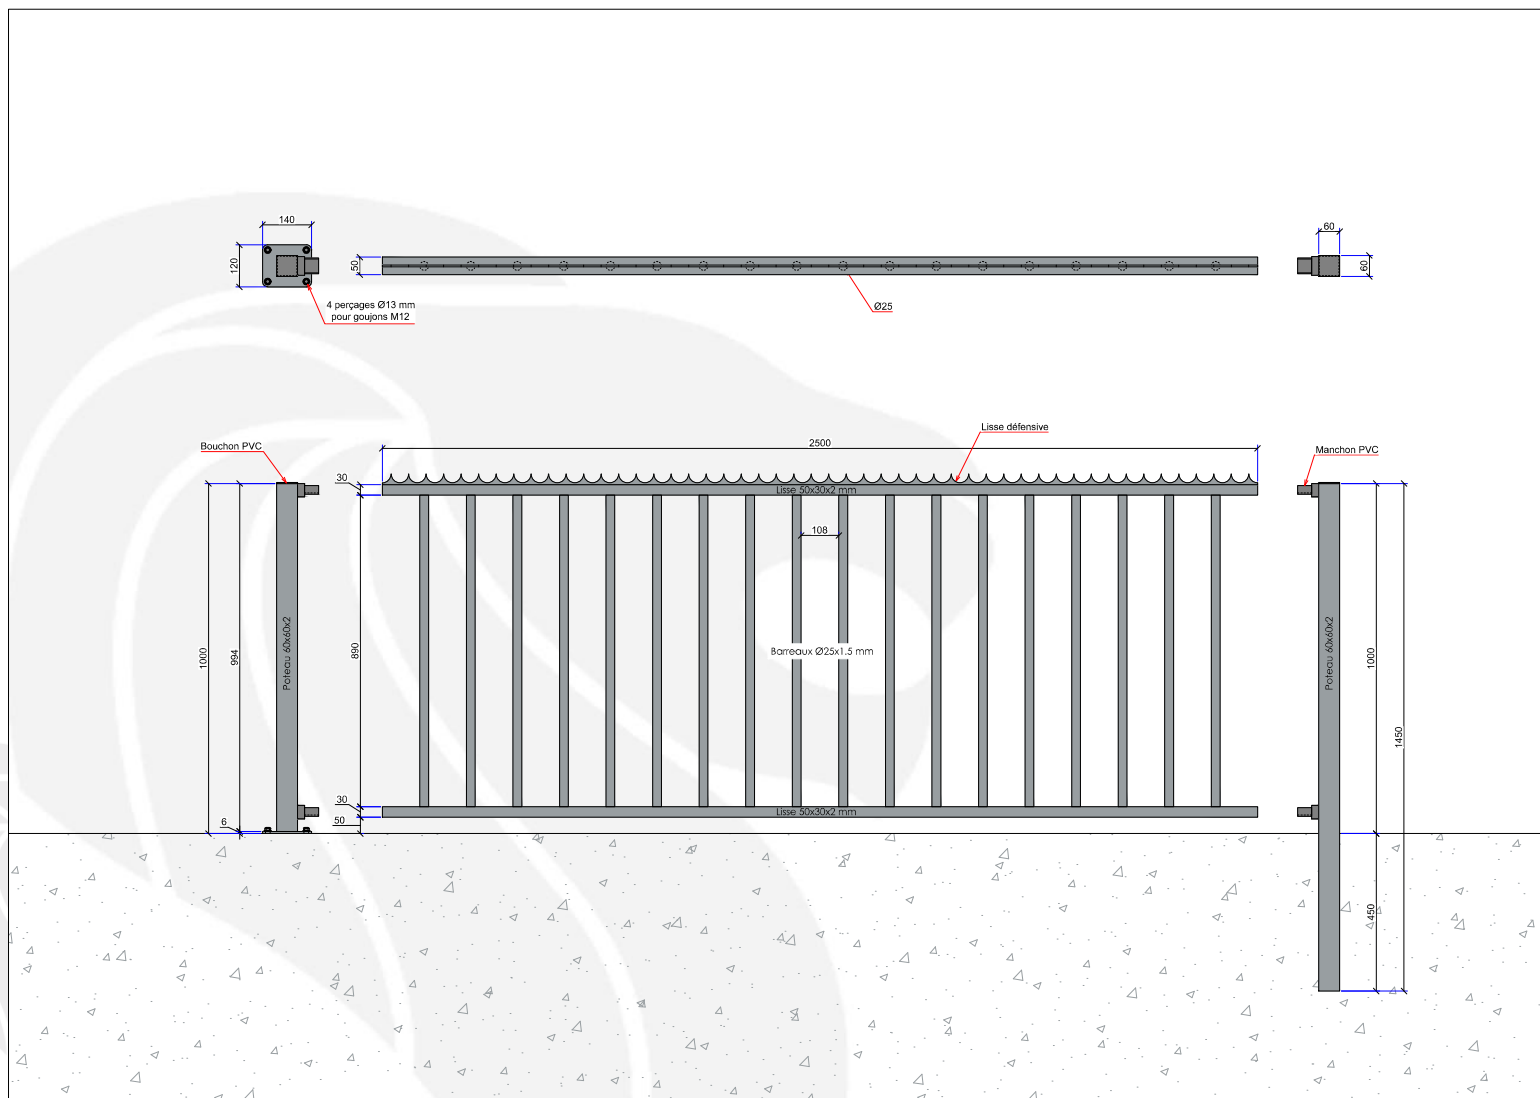 140
120
4 perçages Ø13 mm
pour goujons M12
50
Ø25
60
60
Bouchon PVC
2500
Lisse défensive
Manchon PVC
30
Lisse 50x30x2 mm
108
1000
994
Poteau 60x60x2
890
Barreaux Ø25x1.5 mm
Poteau 60x60x2
1000
1450
30
Lisse 50x30x2 mm
6
50
450